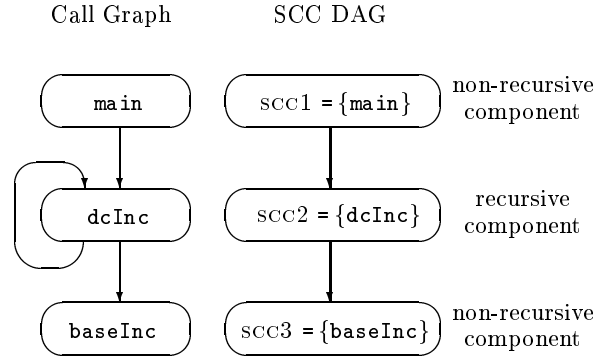 Call Graph
SCC DAG
main
scc1 = {main}
non-recursive
component
dcInc
scc2 = {dcInc}
recursive
component
baseInc
scc3 = {baseInc}
non-recursive
component